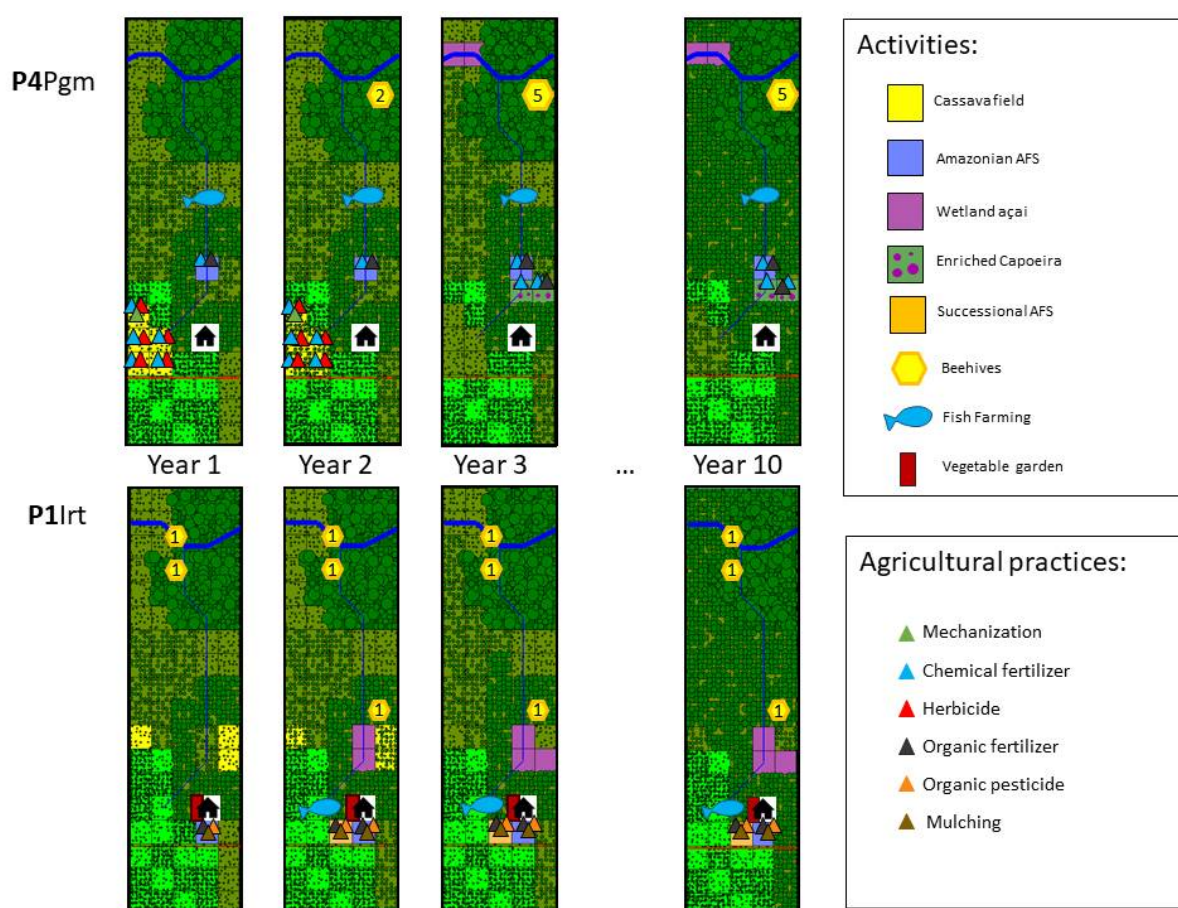 P4Pgm
2
5
5
Year 1
Year 2
Year 3
...
Year 10
P1Irt
1
1
1
1
1
1
1
1
1
1
1
Activities:
Cassava field
Amazonian AFS
Wetland açai
Enriched Capoeira
Successional AFS
Beehives
Fish Farming
Vegetable garden
Agricultural practices:
Mechanization
Chemical fertilizer
Herbicide
Organic fertilizer
Organic pesticide
Mulching